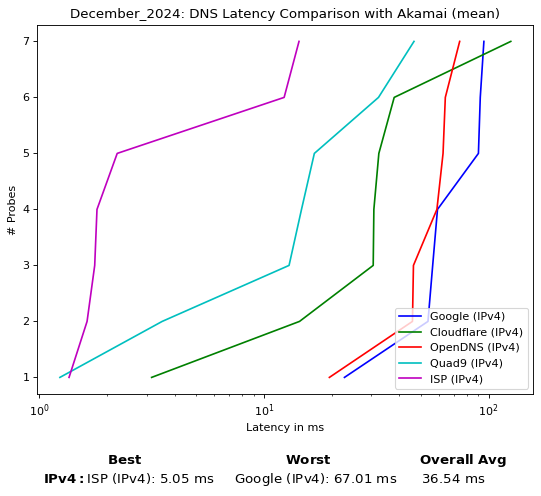 December_2024: DNS Latency Comparison with Akamai (mean)
7
6
5
4
3
2
1
# Probes
Google (IPv4)
Cloudflare (IPv4)
OpenDNS (IPv4)
Quad9 (IPv4)
ISP (IPv4)
10⁰ 10¹ 10²
Latency in ms
Best Worst Overall Avg
IPv4: ISP (IPv4): 5.05 ms Google (IPv4): 67.01 ms 36.54 ms